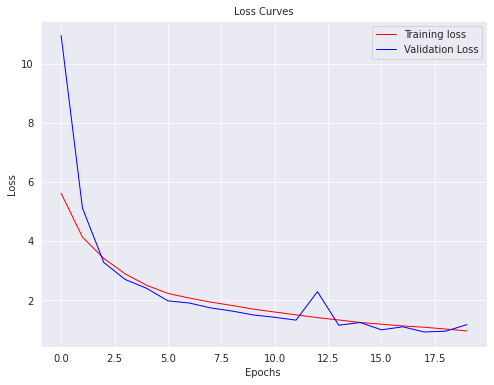 Loss Curves
Training loss
Validation Loss
10
8
6
4
2
Loss
0.0 2.5 5.0 7.5 10.0 12.5 15.0 17.5
Epochs